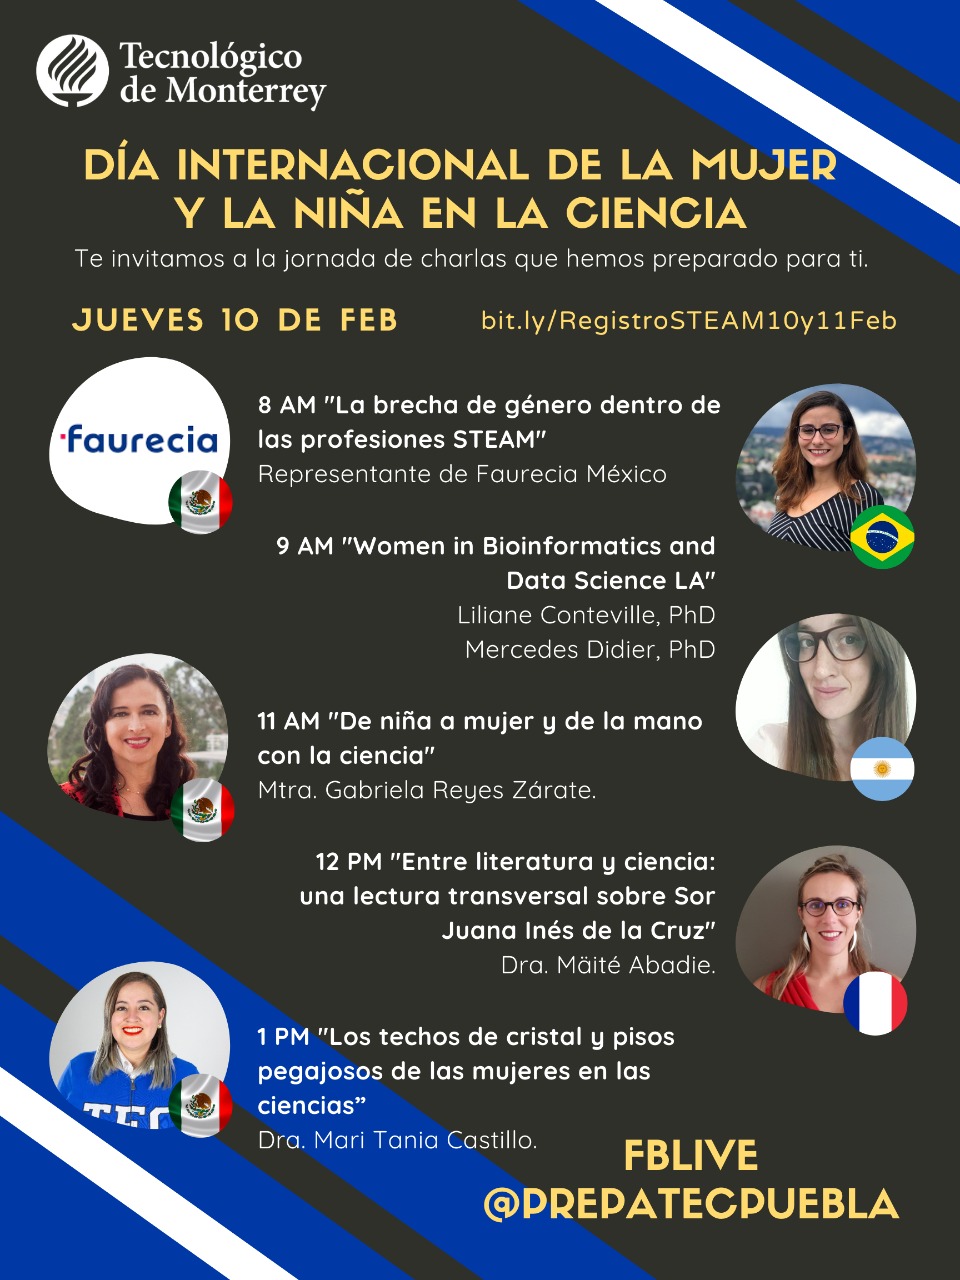 Tecnológico
de Monterrey
DÍA INTERNACIONAL DE LA MUJER
Y LA NIÑA EN LA CIENCIA
Te invitamos a la jornada de charlas que hemos preparado para ti.
JUEVES 10 DE FEB
bit.ly/RegistroSTEAM10y11Feb
faurecia
8 AM "La brecha de género dentro de
las profesiones STEAM"
Representante de Faurecia México
9 AM "Women in Bioinformatics and
Data Science LA"
Liliane Conteville, PhD
Mercedes Didier, PhD
11 AM "De niña a mujer y de la mano
con la ciencia"
Mtra. Gabriela Reyes Zárate.
12 PM "Entre literatura y ciencia:
una lectura transversal sobre Sor
Juana Inés de la Cruz"
Dra. Mäité Abadie.
1 PM "Los techos de cristal y pisos
pegajosos de las mujeres en las
ciencias”
Dra. Mari Tania Castillo.
TEC
FBLIVE
@PREPATECPUEBLA